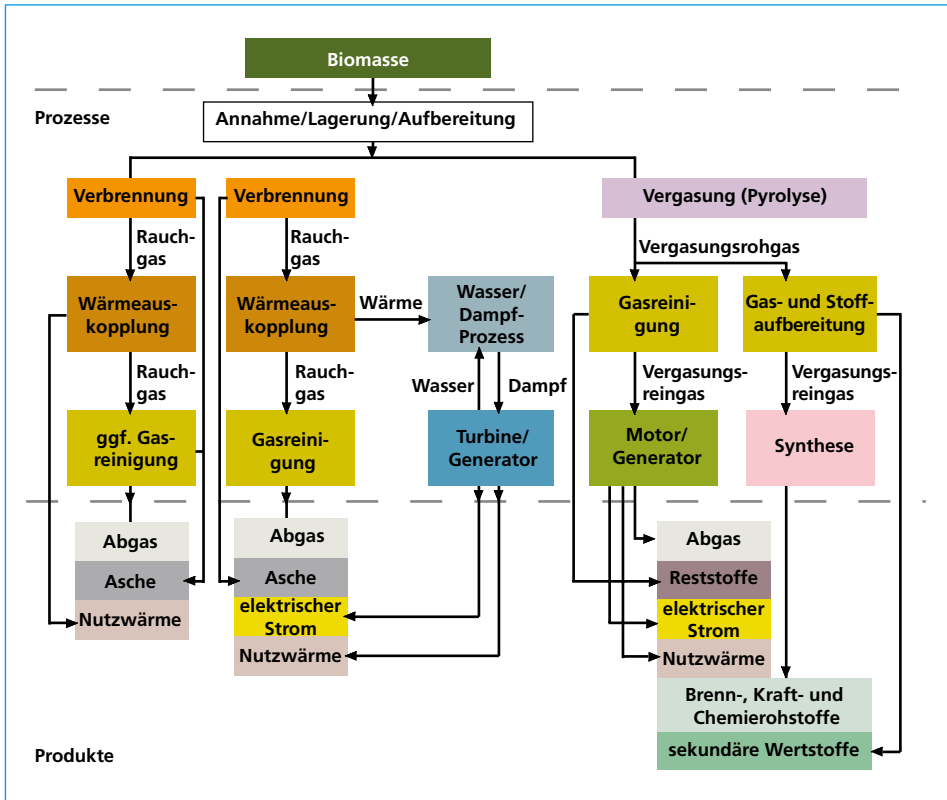 Biomasse
Prozesse
Annahme/Lagerung/Aufbereitung
Verbrennung
Verbrennung
Vergasung (Pyrolyse)
Rauch-
gas
Rauch-
gas
Vergasungsrohgas
Wärmeaus-
kopplung
Wärmeaus-
kopplung
Wärme
Wasser/
Dampf-
Prozess
Gasreini-
gung
Gas- und Stoff-
aufbereitung
Rauch-
gas
Rauch-
gas
Wasser
Dampf
Vergasungs-
reingas
Vergasungs-
reingas
ggf. Gas-
reinigung
Gasreini-
gung
Turbine/
Generator
Motor/
Generator
Synthese
Abgas
Asche
Nutzwärme
Abgas
Asche
elektrischer
Strom
Nutzwärme
Abgas
Reststoffe
elektrischer
Strom
Nutzwärme
Brenn-, Kraft- und
Chemierohstoffe
sekundäre Wertstoffe
Produkte